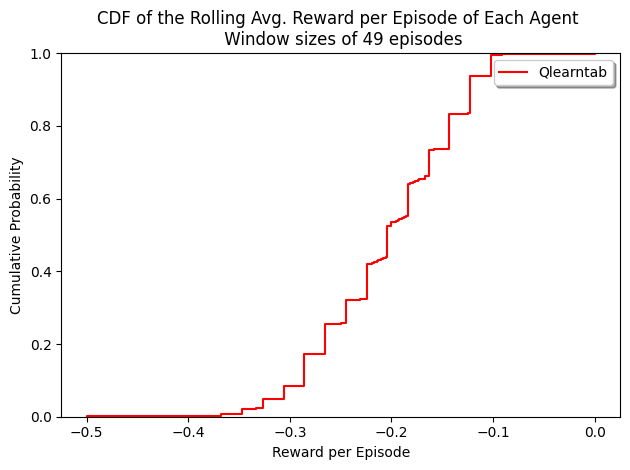 CDF of the Rolling Avg. Reward per Episode of Each Agent
Window sizes of 49 episodes
1.0
Qlearntab
0.8
0.6
0.4
0.2
0.0
Cumulative Probability
−0.5
−0.4
−0.3
−0.2
−0.1
0.0
Reward per Episode